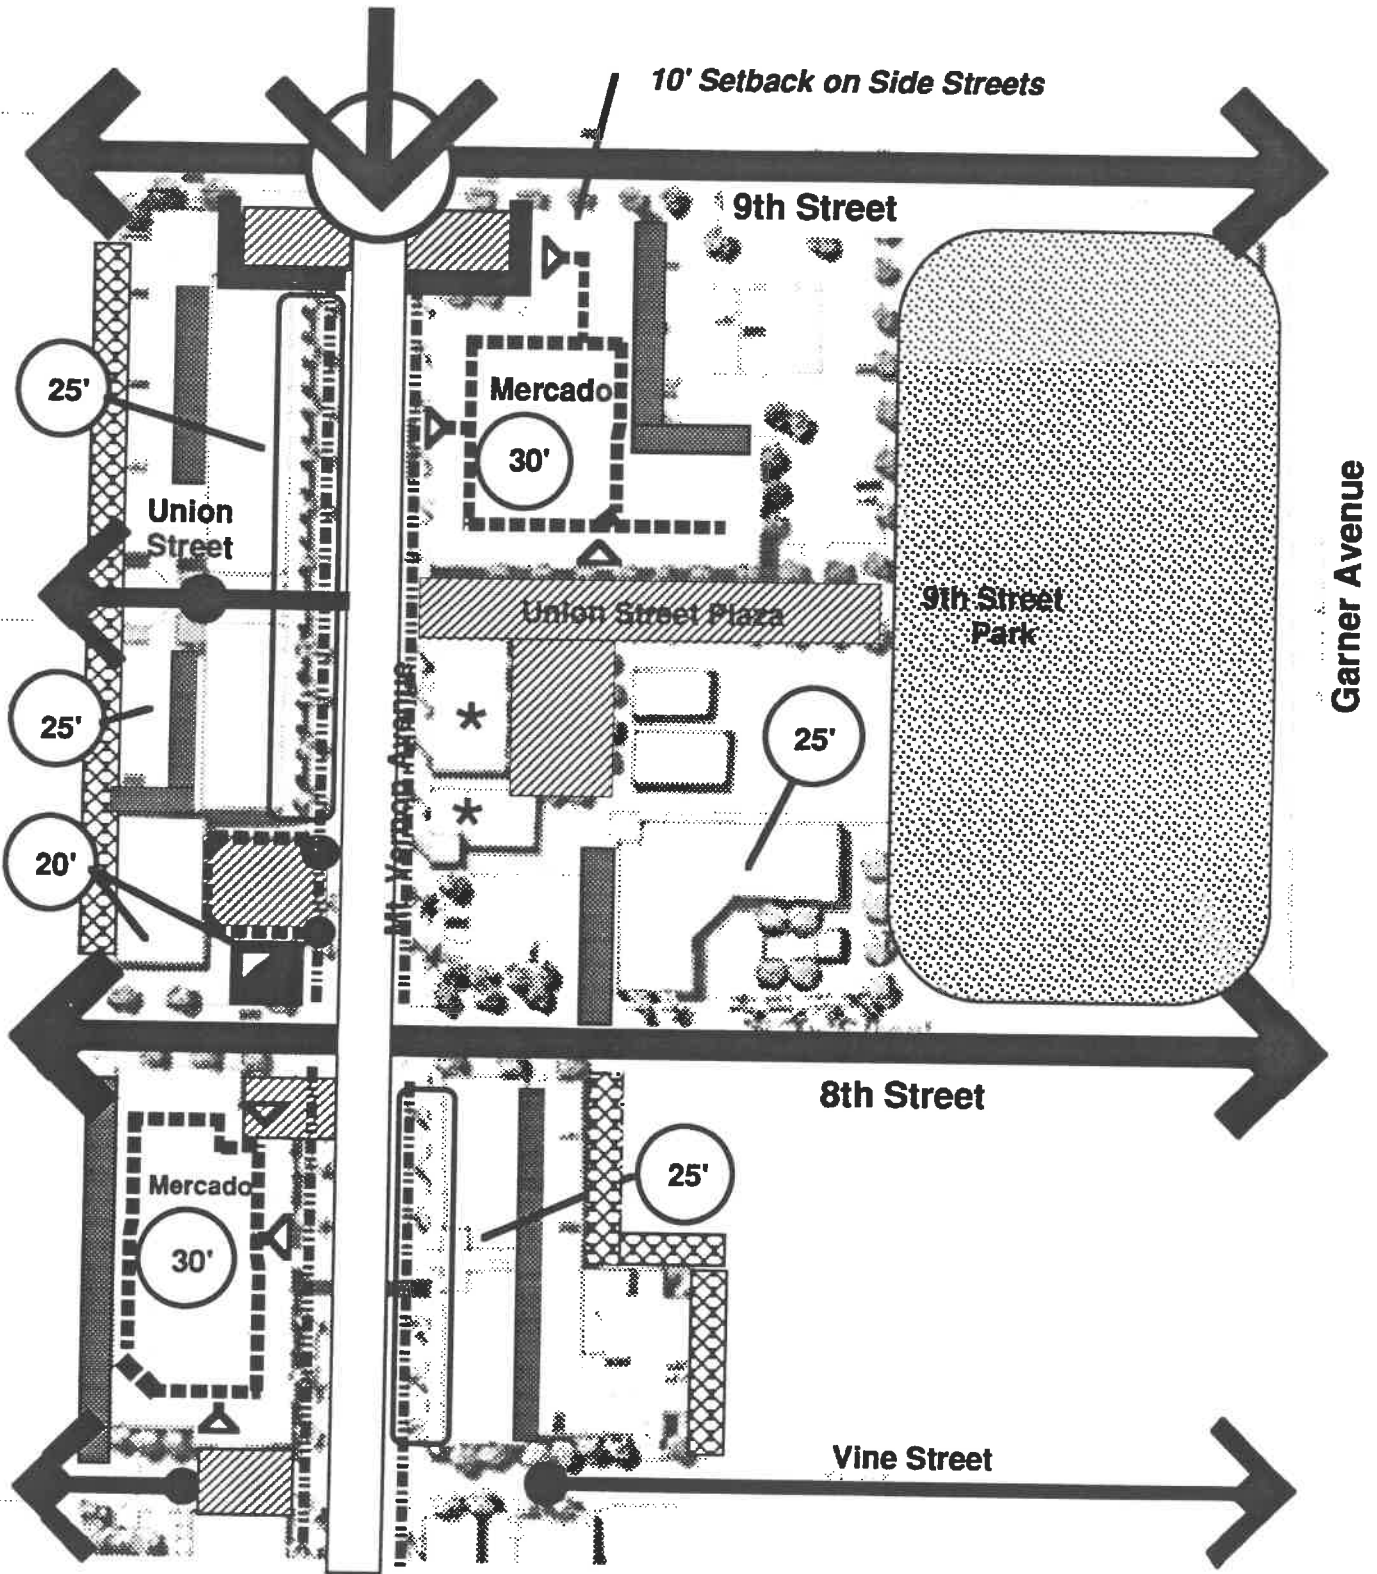 10' Setback on Side Streets
9th Street
25'
Mercado
30'
Union
Street
Garner Avenue
Union Street Plaza
9th Street
Park
Mt. Vernon Avenue
25'
25'
20'
8th Street
25'
Mercado
30'
Vine Street